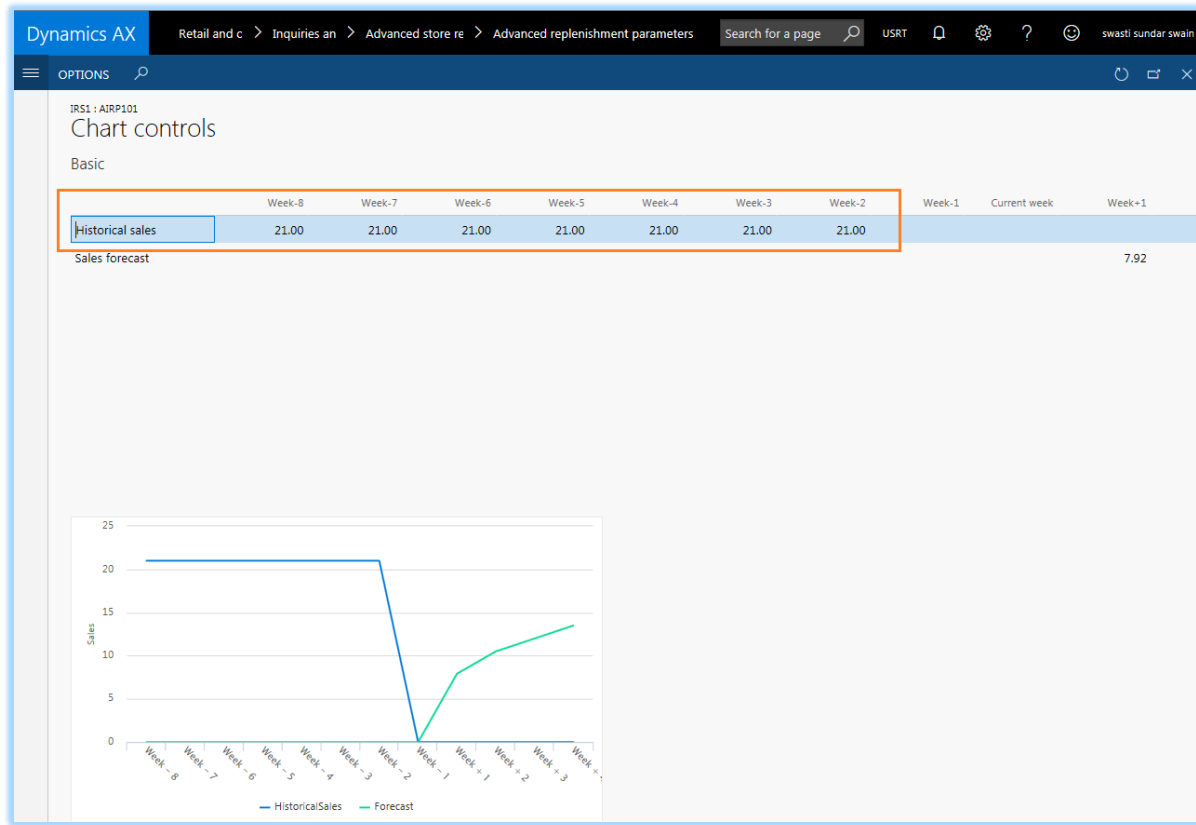 Dynamics AX Retail and c > Inquiries an > Advanced store re > Advanced replenishment parameters Search for a page USRT ? swasti sundar swain
OPTIONS
IRS1 : AIRP101
Chart controls
Basic
Week-8 Week-7 Week-6 Week-5 Week-4 Week-3 Week-2 Week-1 Current week Week+1
Historical sales 21.00 21.00 21.00 21.00 21.00 21.00 21.00
Sales forecast 7.92
25
20
15
Sales
10
5
0
Week - 8 Week - 7 Week - 6 Week - 5 Week - 4 Week - 3 Week - 2 Week - 1 Week + 1 Week + 2 Week + 3 Week +
HistoricalSales Forecast